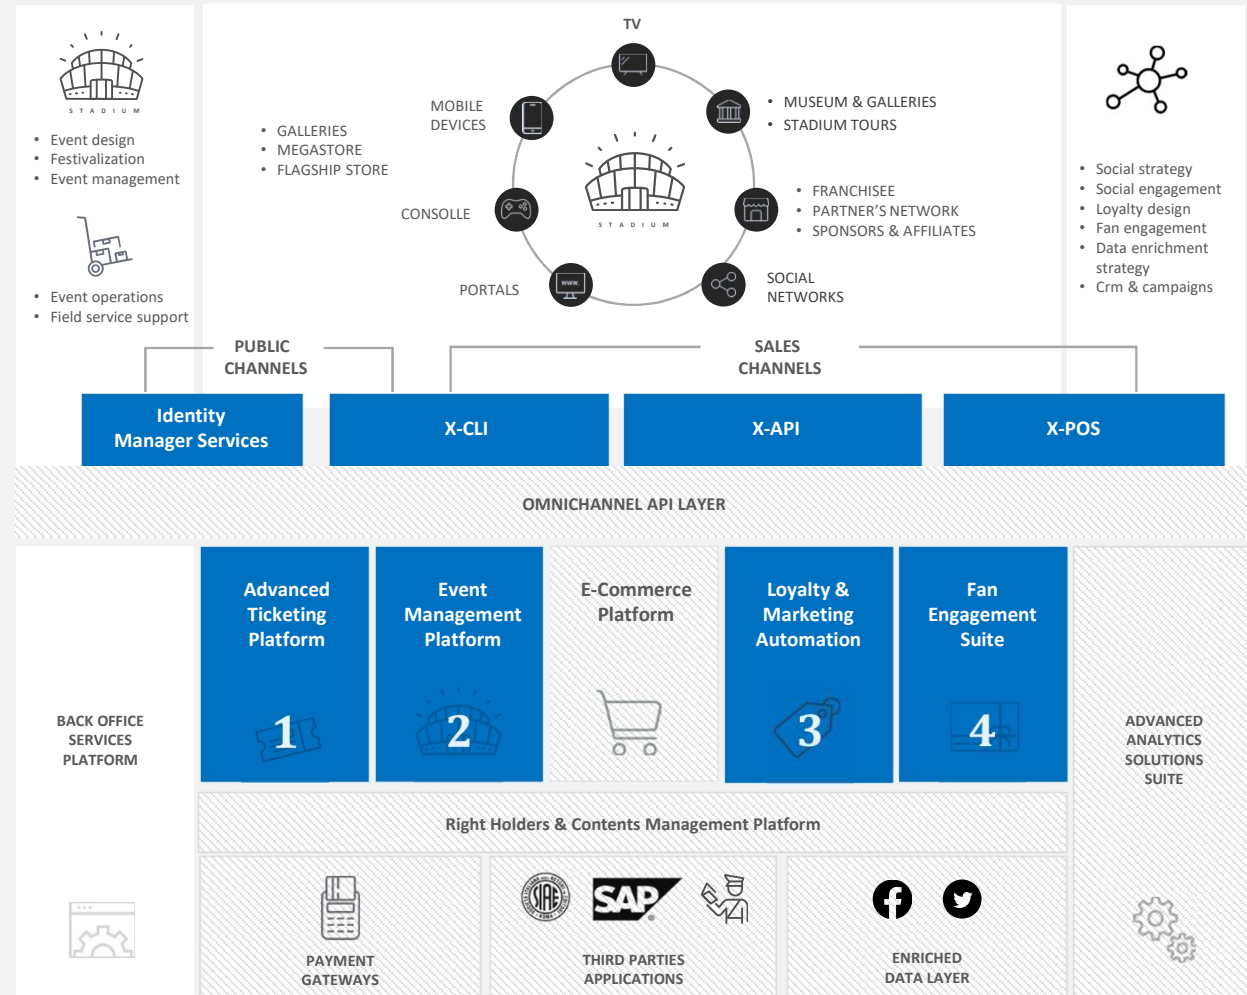 STADIUM
• Event design
• Festivalization
• Event management
• Event operations
• Field service support
TV
MOBILE
DEVICES
• GALLERIES
• MEGASTORE
• FLAGSHIP STORE
CONSOLLE
PORTALS
WWW.
STADIUM
• MUSEUM & GALLERIES
• STADIUM TOURS
• FRANCHISEE
• PARTNER'S NETWORK
• SPONSORS & AFFILIATES
SOCIAL
NETWORKS
• Social strategy
• Social engagement
• Loyalty design
• Fan engagement
• Data enrichment
strategy
• Crm & campaigns
PUBLIC
CHANNELS
SALES
CHANNELS
Identity
Manager Services
X-CLI
X-API
X-POS
OMNICHANNEL API LAYER
BACK OFFICE
SERVICES
PLATFORM
Advanced
Ticketing
Platform
1
Event
Management
Platform
2
E-Commerce
Platform
Loyalty &
Marketing
Automation
3
Fan
Engagement
Suite
4
ADVANCED
ANALYTICS
SOLUTIONS
SUITE
Right Holders & Contents Management Platform
PAYMENT
GATEWAYS
SIAE
SAP
THIRD PARTIES
APPLICATIONS
ENRICHED
DATA LAYER